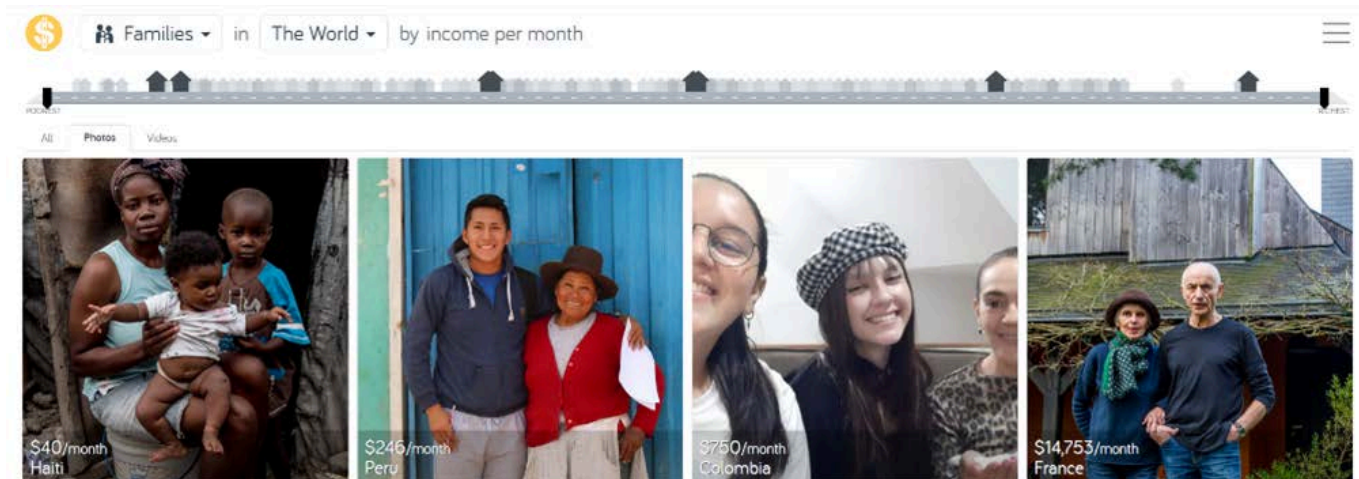 $ Families in The World by income per month
POOREST RICHEST
All Photos Videos
$40/month
Haiti
$246/month
Peru
$750/month
Colombia
$14,753/month
France